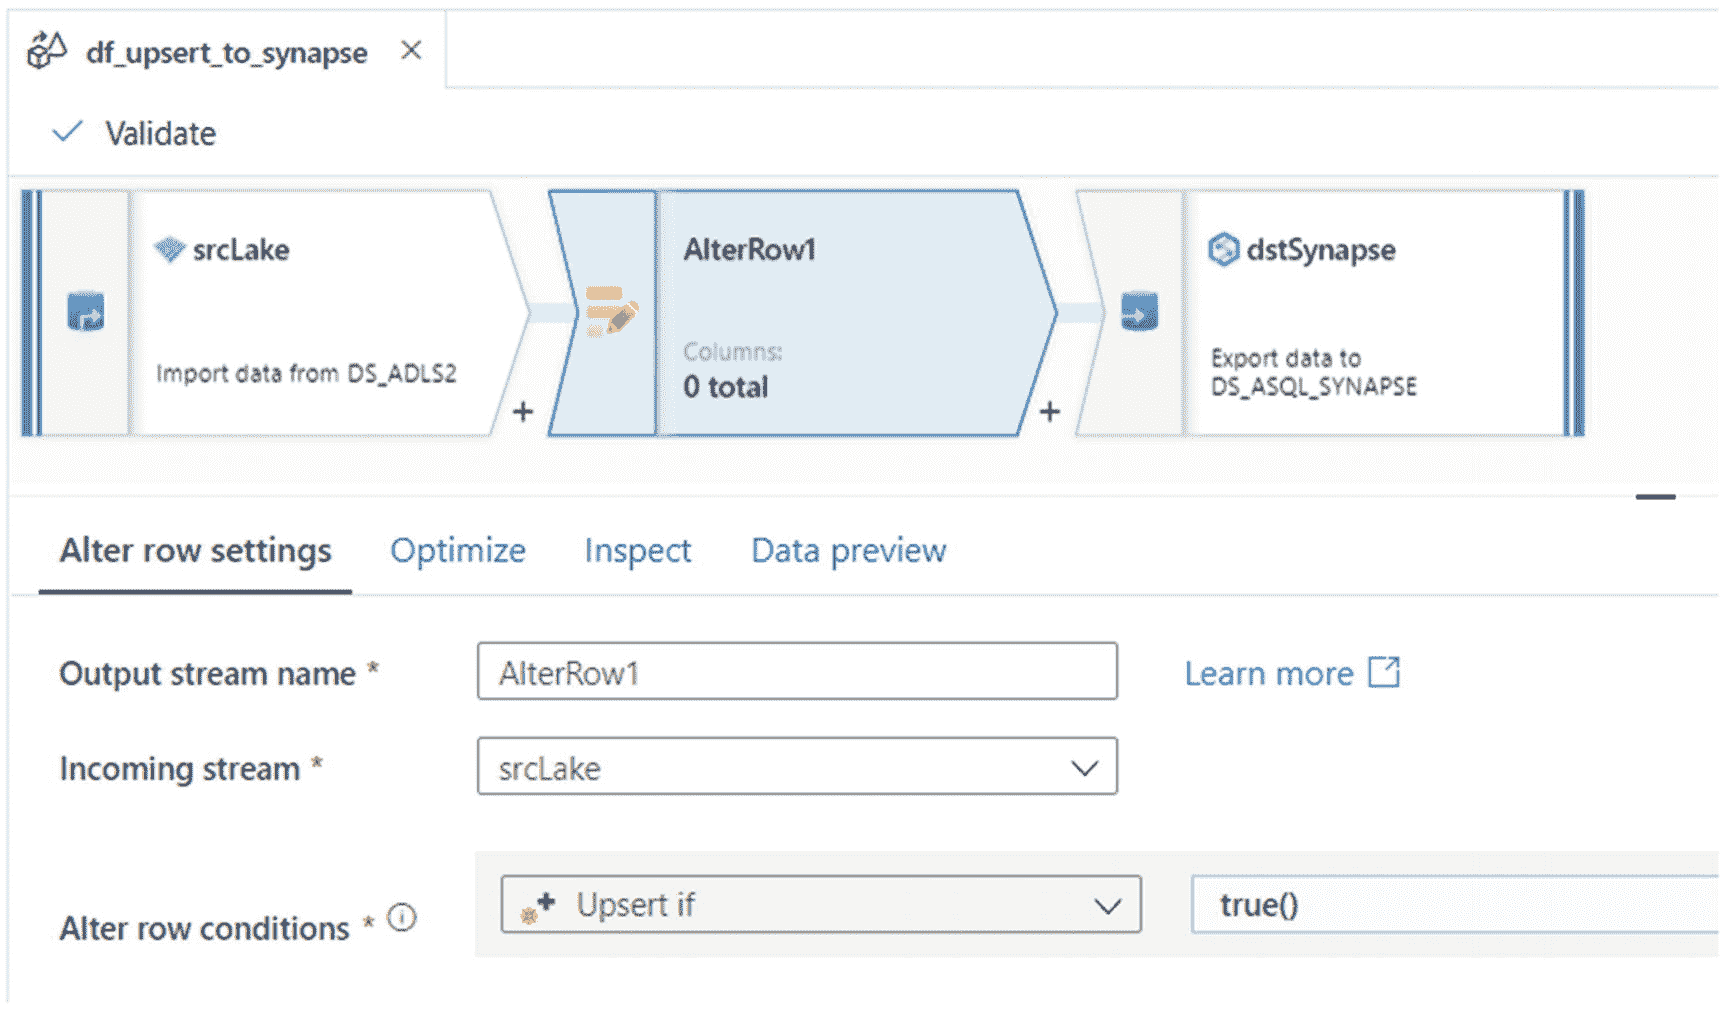 df_upsert_to_synapse
Validate
srcLake
Import data from DS_ADLS2
+
AlterRow1
Columns:
0 total
+
dstSynapse
Export data to
DS_ASQL_SYNAPSE
Alter row settings Optimize Inspect Data preview
Output stream name * AlterRow1 Learn more
Incoming stream * srcLake
Alter row conditions * Upsert if true()